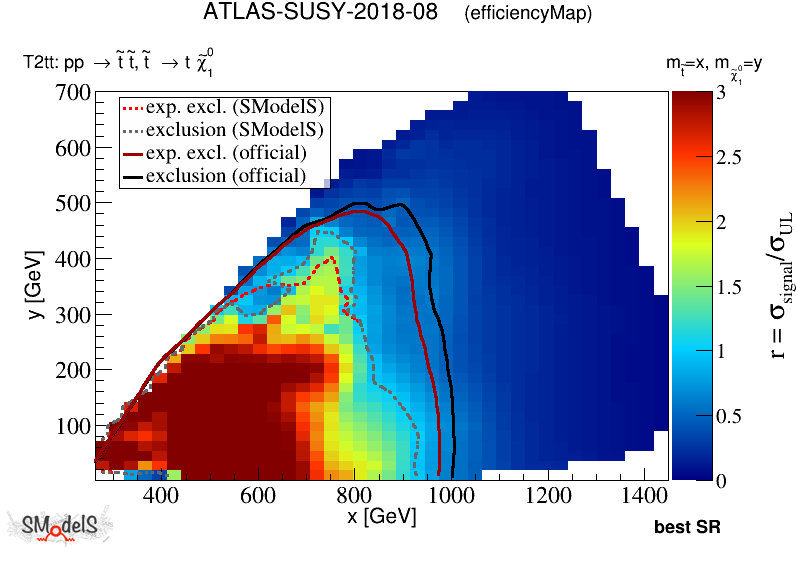 ATLAS-SUSY-2018-08 (efficiencyMap)
T2tt: pp → t̃ t̃, t̃ → t χ̃₁⁰
m_t̃=x, m_χ̃₁⁰=y
exp. excl. (SModelS)
exclusion (SModelS)
exp. excl. (official)
exclusion (official)
700
600
500
400
300
200
100
y [GeV]
400 600 800 1000 1200 1400
x [GeV]
3
2.5
2
1.5
1
0.5
0
r = σ_signal/σ_UL
SModelS
best SR